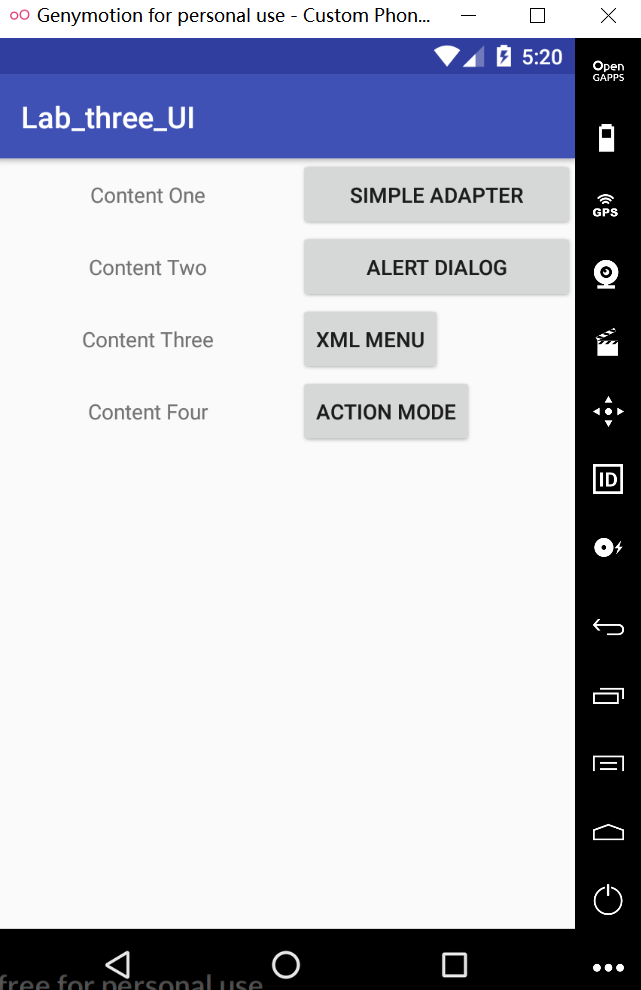 Genymotion for personal use - Custom Phon...
5:20
Open
GAPPS
Lab_three_UI
Content One
SIMPLE ADAPTER
GPS
Content Two
ALERT DIALOG
Content Three
XML MENU
Content Four
ACTION MODE
ID
free for personal use